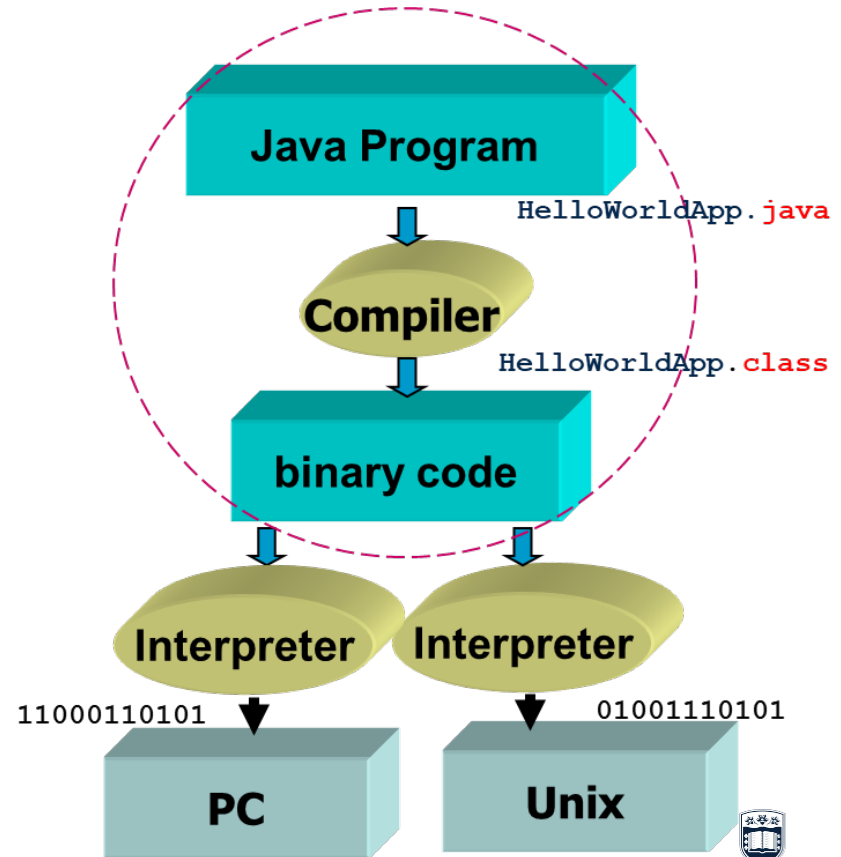 Java Program
HelloWorldApp.java
Compiler
HelloWorldApp.class
binary code
Interpreter
Interpreter
11000110101
01001110101
PC
Unix